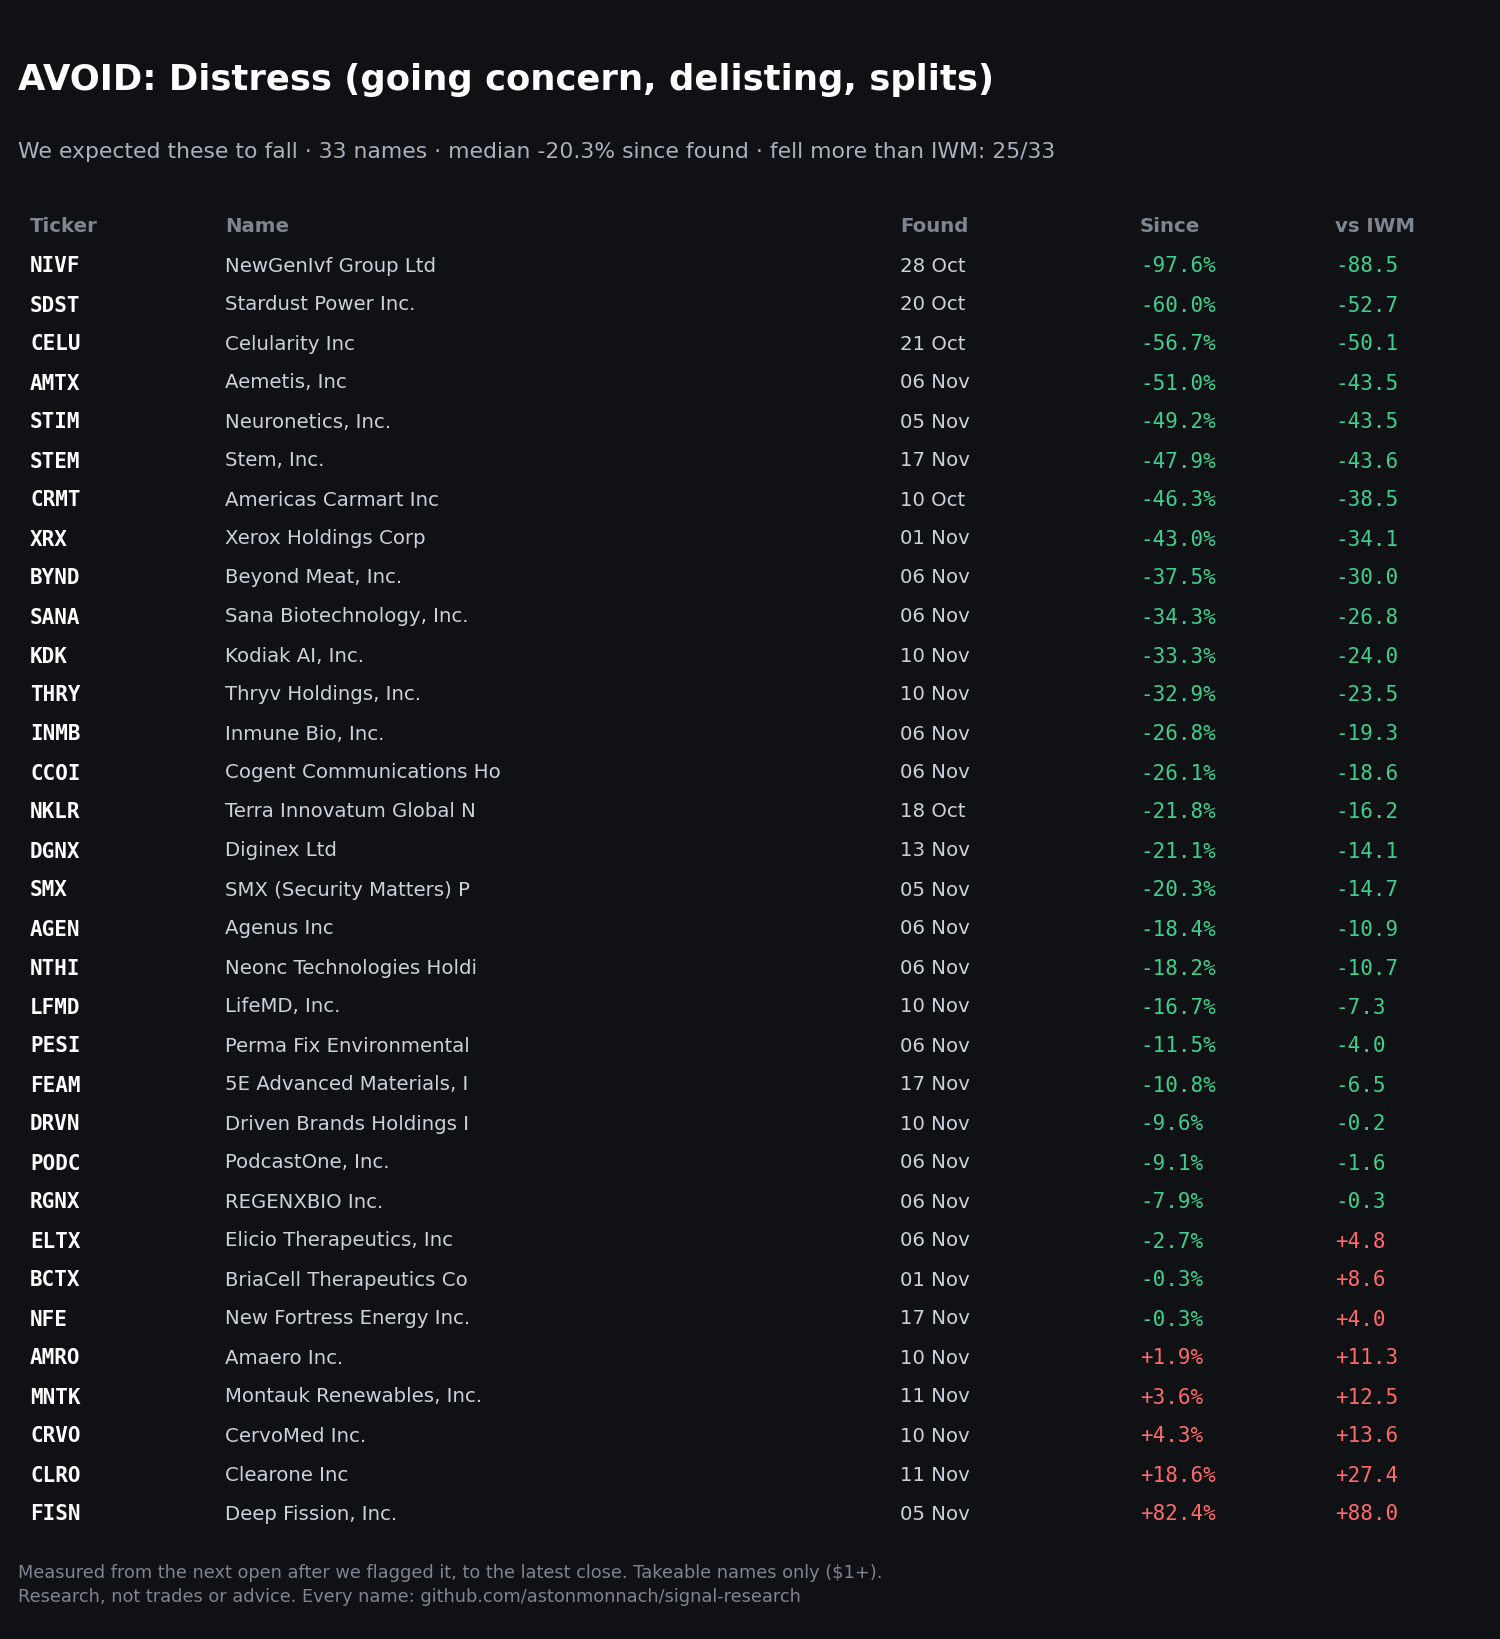 AVOID: Distress (going concern, delisting, splits)
We expected these to fall · 33 names · median -20.3% since found · fell more than IWM: 25/33
Ticker Name Found Since vs IWM
NIVF NewGenIvf Group Ltd 28 Oct -97.6% -88.5
SDST Stardust Power Inc. 20 Oct -60.0% -52.7
CELU Celularity Inc 21 Oct -56.7% -50.1
AMTX Aemetis, Inc 06 Nov -51.0% -43.5
STIM Neuronetics, Inc. 05 Nov -49.2% -43.5
STEM Stem, Inc. 17 Nov -47.9% -43.6
CRMT Americas Carmart Inc 10 Oct -46.3% -38.5
XRX Xerox Holdings Corp 01 Nov -43.0% -34.1
BYND Beyond Meat, Inc. 06 Nov -37.5% -30.0
SANA Sana Biotechnology, Inc. 06 Nov -34.3% -26.8
KDK Kodiak AI, Inc. 10 Nov -33.3% -24.0
THRY Thryv Holdings, Inc. 10 Nov -32.9% -23.5
INMB Inmune Bio, Inc. 06 Nov -26.8% -19.3
CCOI Cogent Communications Ho 06 Nov -26.1% -18.6
NKLR Terra Innovatum Global N 18 Oct -21.8% -16.2
DGNX Diginex Ltd 13 Nov -21.1% -14.1
SMX SMX (Security Matters) P 05 Nov -20.3% -14.7
AGEN Agenus Inc 06 Nov -18.4% -10.9
NTHI Neonc Technologies Holdi 06 Nov -18.2% -10.7
LFMD LifeMD, Inc. 10 Nov -16.7% -7.3
PESI Perma Fix Environmental 06 Nov -11.5% -4.0
FEAM 5E Advanced Materials, I 17 Nov -10.8% -6.5
DRVN Driven Brands Holdings I 10 Nov -9.6% -0.2
PODC PodcastOne, Inc. 06 Nov -9.1% -1.6
RGNX REGENXBIO Inc. 06 Nov -7.9% -0.3
ELTX Elicio Therapeutics, Inc 06 Nov -2.7% +4.8
BCTX BriaCell Therapeutics Co 01 Nov -0.3% +8.6
NFE New Fortress Energy Inc. 17 Nov -0.3% +4.0
AMRO Amaero Inc. 10 Nov +1.9% +11.3
MNTK Montauk Renewables, Inc. 11 Nov +3.6% +12.5
CRVO CervoMed Inc. 10 Nov +4.3% +13.6
CLRO Clearone Inc 11 Nov +18.6% +27.4
FISN Deep Fission, Inc. 05 Nov +82.4% +88.0
Measured from the next open after we flagged it, to the latest close. Takeable names only ($1+).
Research, not trades or advice. Every name: github.com/astonmonnach/signal-research